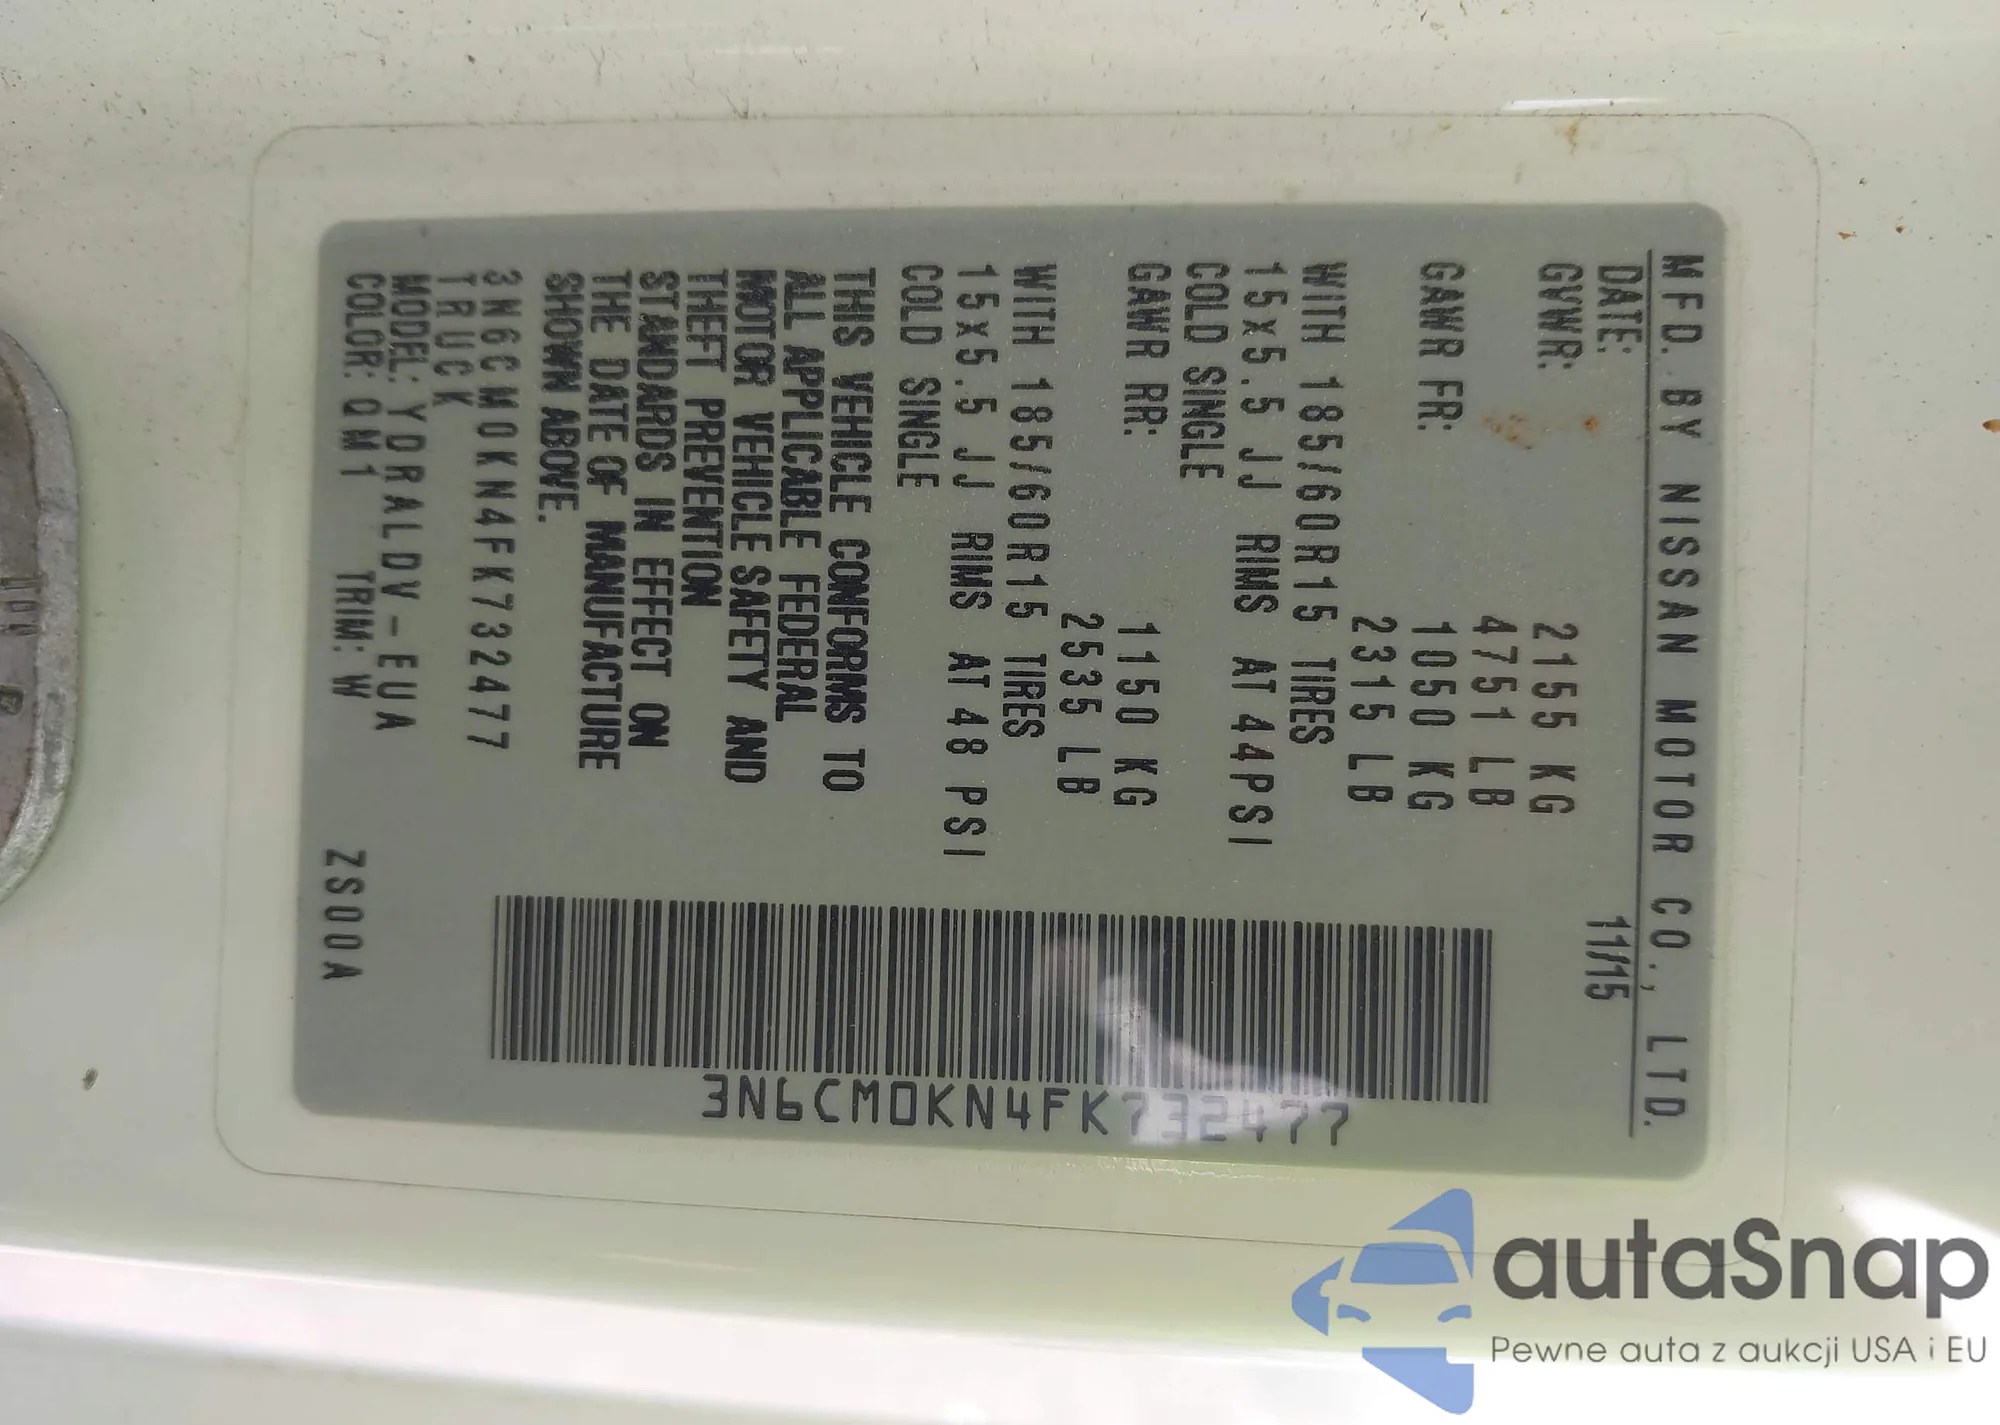 MFD. BY NISSAN MOTOR CO., LTD.
DATE: 11/15
GVWR: 2155 KG
4751 LB
GAWR FR: 1050 KG
2315 LB
WITH 185/60R15 TIRES
15x5.5 JJ RIMS AT 44PSI
COLD SINGLE
GAWR RR: 1150 KG
2535 LB
WITH 185/60R15 TIRES
15x5.5 JJ RIMS AT 48 PSI
COLD SINGLE
THIS VEHICLE CONFORMS TO
ALL APPLICABLE FEDERAL
MOTOR VEHICLE SAFETY AND
THEFT PREVENTION
STANDARDS IN EFFECT ON
THE DATE OF MANUFACTURE
SHOWN ABOVE.
3N6CM0KN4FK732477
TRUCK
MODEL: YDRALDV-EUA
COLOR: QM1 TRIM: W ZS00A
3N6CM0KN4FK732477
autaSnap
Pewne auta z aukcji USA i EU